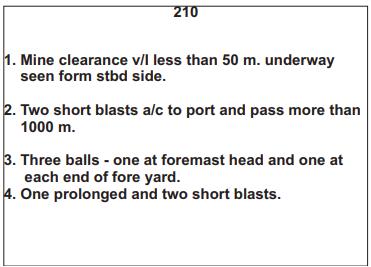 210
1. Mine clearance v/l less than 50 m. underway
seen form stbd side.
2. Two short blasts a/c to port and pass more than
1000 m.
3. Three balls - one at foremast head and one at
each end of fore yard.
4. One prolonged and two short blasts.